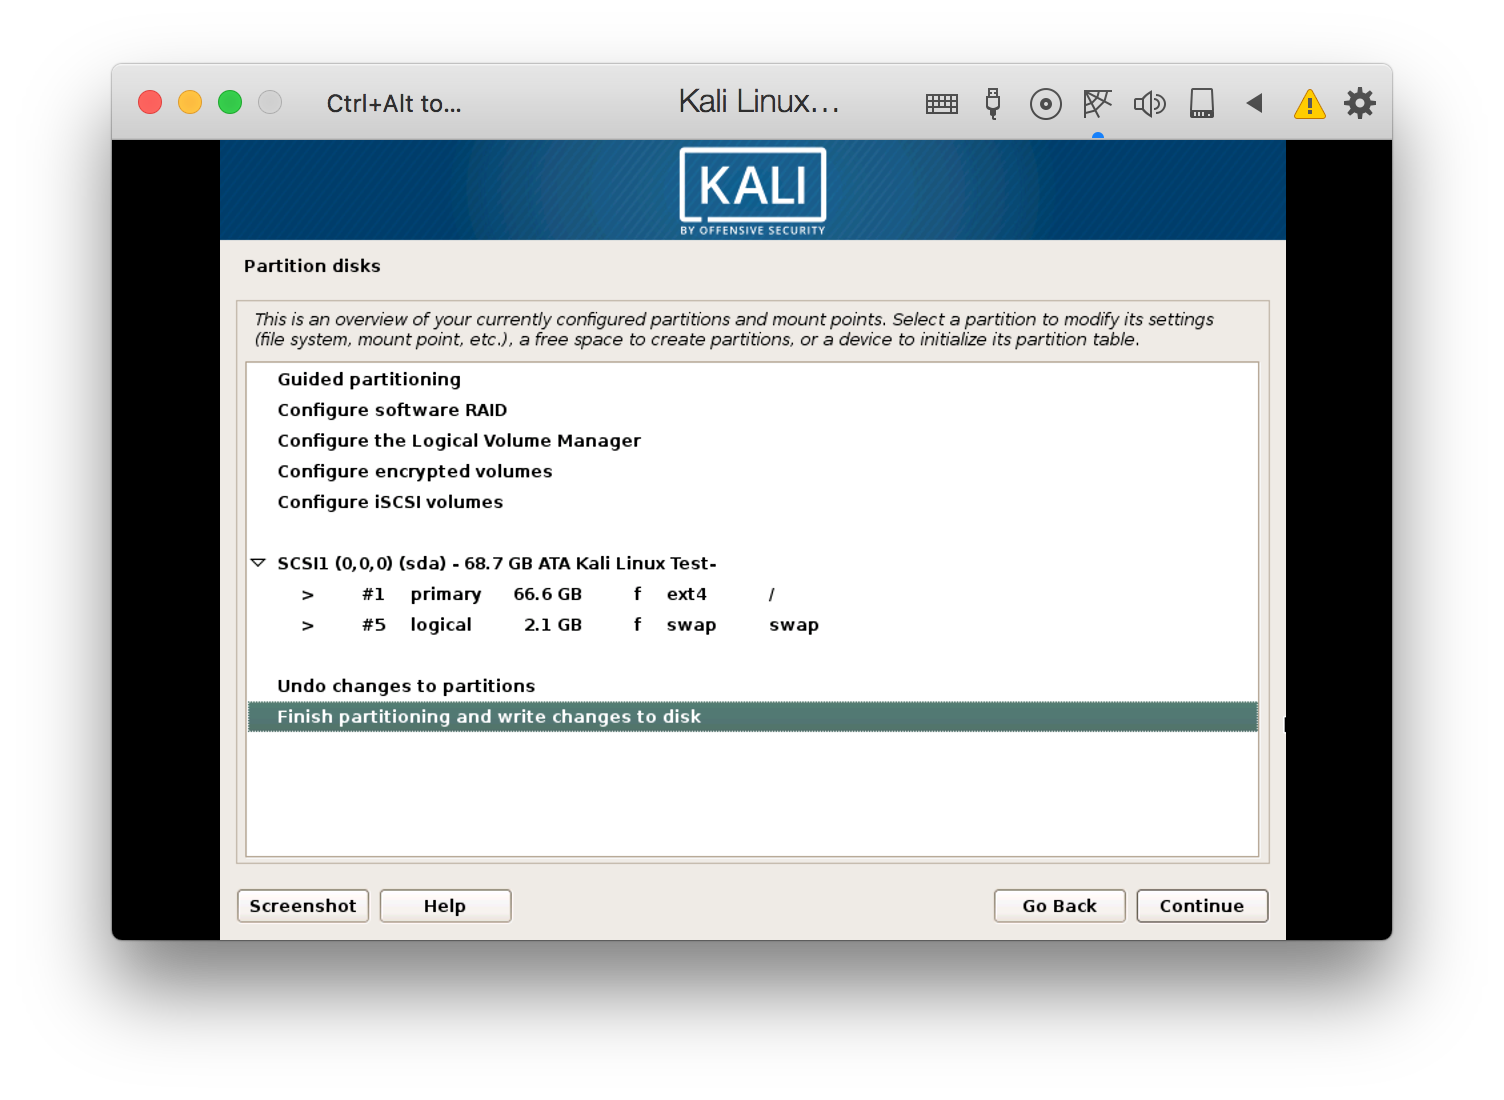 Ctrl+Alt to...
Kali Linux...
KALI
BY OFFENSIVE SECURITY
Partition disks
This is an overview of your currently configured partitions and mount points. Select a partition to modify its settings
(file system, mount point, etc.), a free space to create partitions, or a device to initialize its partition table.
Guided partitioning
Configure software RAID
Configure the Logical Volume Manager
Configure encrypted volumes
Configure iSCSI volumes
SCSI1 (0,0,0) (sda) - 68.7 GB ATA Kali Linux Test-
> #1 primary 66.6 GB f ext4 /
> #5 logical 2.1 GB f swap swap
Undo changes to partitions
Finish partitioning and write changes to disk
Screenshot Help Go Back Continue